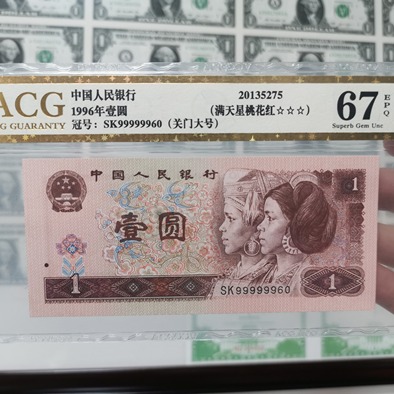 ACG
NG GUARANTY
中国人民银行
1996年壹圆
冠号：SK99999960（关门大号）
20135275
（满天星桃花红☆☆☆）
67
EPQ
Superb Gem Unc
中国人民银行
1
壹圆
1
1
SK99999960